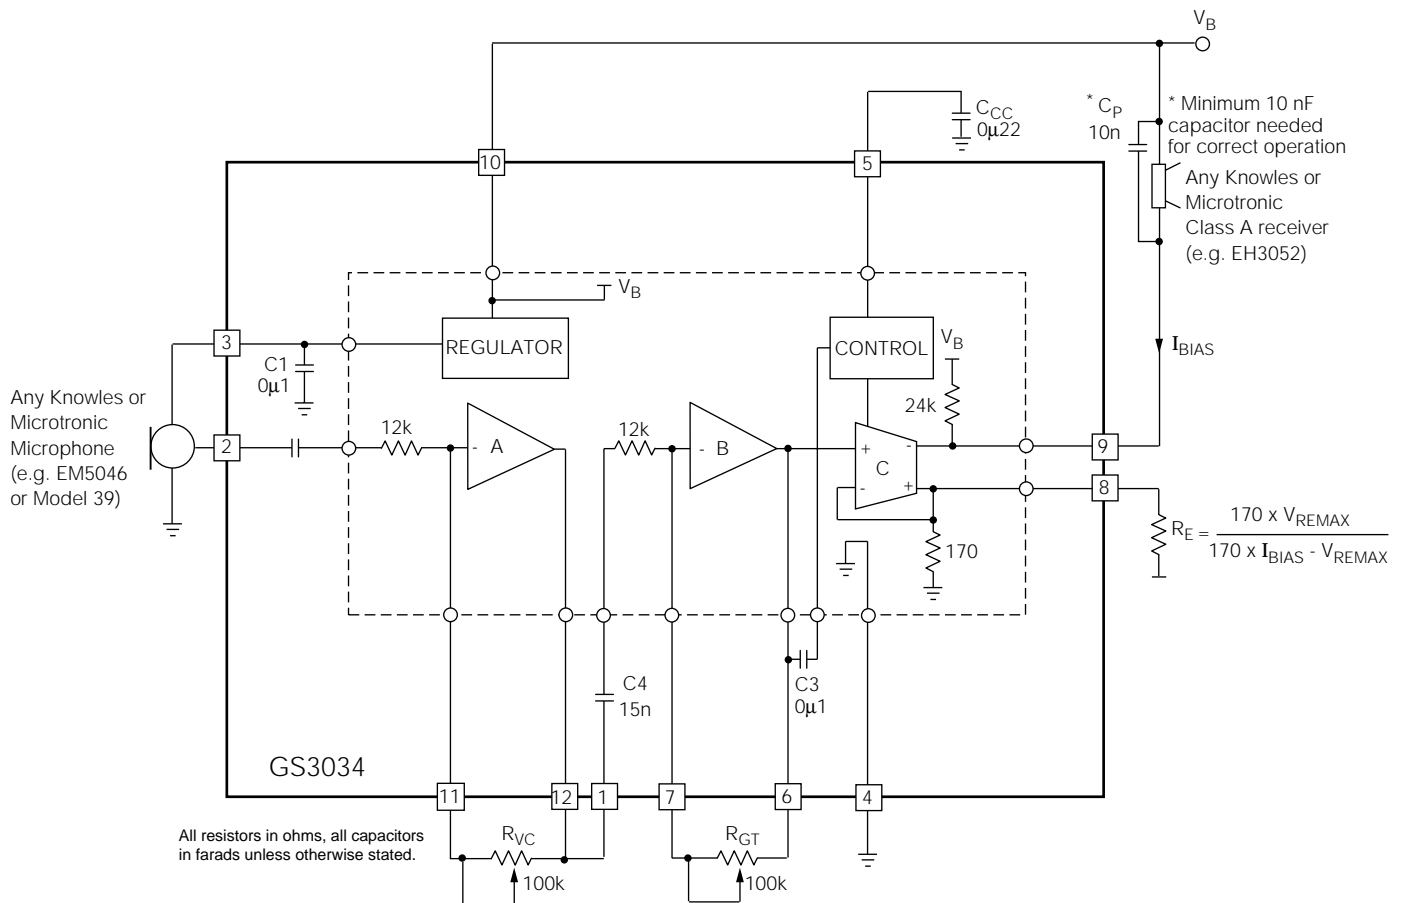 V_B
* C_P
10n
* Minimum 10 nF
capacitor needed
for correct operation
C_CC
0µ22
10
5
Any Knowles or
Microtronic
Class A receiver
(e.g. EH3052)
V_B
3
REGULATOR
CONTROL
V_B
I_BIAS
C1
0µ1
24k
Any Knowles or
Microtronic
Microphone
(e.g. EM5046
or Model 39)
2
12k
-
A
12k
-
B
+
-
C
-
+
9
8
170
R_E = 170 x V_REMAX
170 x I_BIAS - V_REMAX
C4
15n
C3
0µ1
GS3034
11
12
1
7
6
4
All resistors in ohms, all capacitors
in farads unless otherwise stated.
R_VC
100k
R_GT
100k